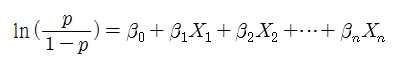 ln(p/(1−p)) = β₀ + β₁X₁ + β₂X₂ + ⋯ + βₙXₙ